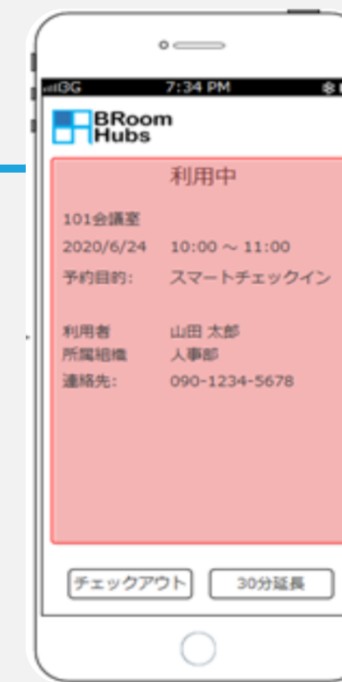 3G 7:34 PM
BRoom
Hubs
利用中
101会議室
2020/6/24 10:00 ～ 11:00
予約目的: スマートチェックイン
利用者 山田 太郎
所属組織 人事部
連絡先: 090-1234-5678
チェックアウト 30分延長